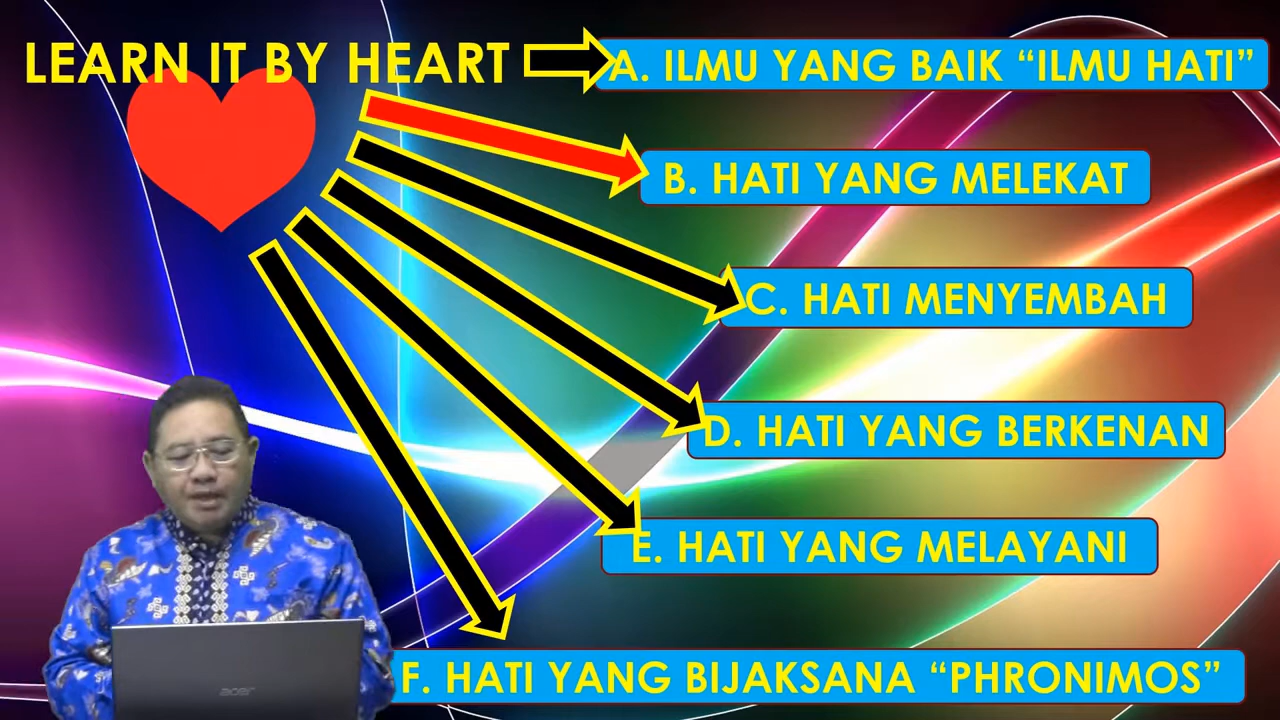 LEARN IT BY HEART
A. ILMU YANG BAIK “ILMU HATI”
B. HATI YANG MELEKAT
C. HATI MENYEMBAH
D. HATI YANG BERKENAN
E. HATI YANG MELAYANI
F. HATI YANG BIJAKSANA “PHRONIMOS”
acer